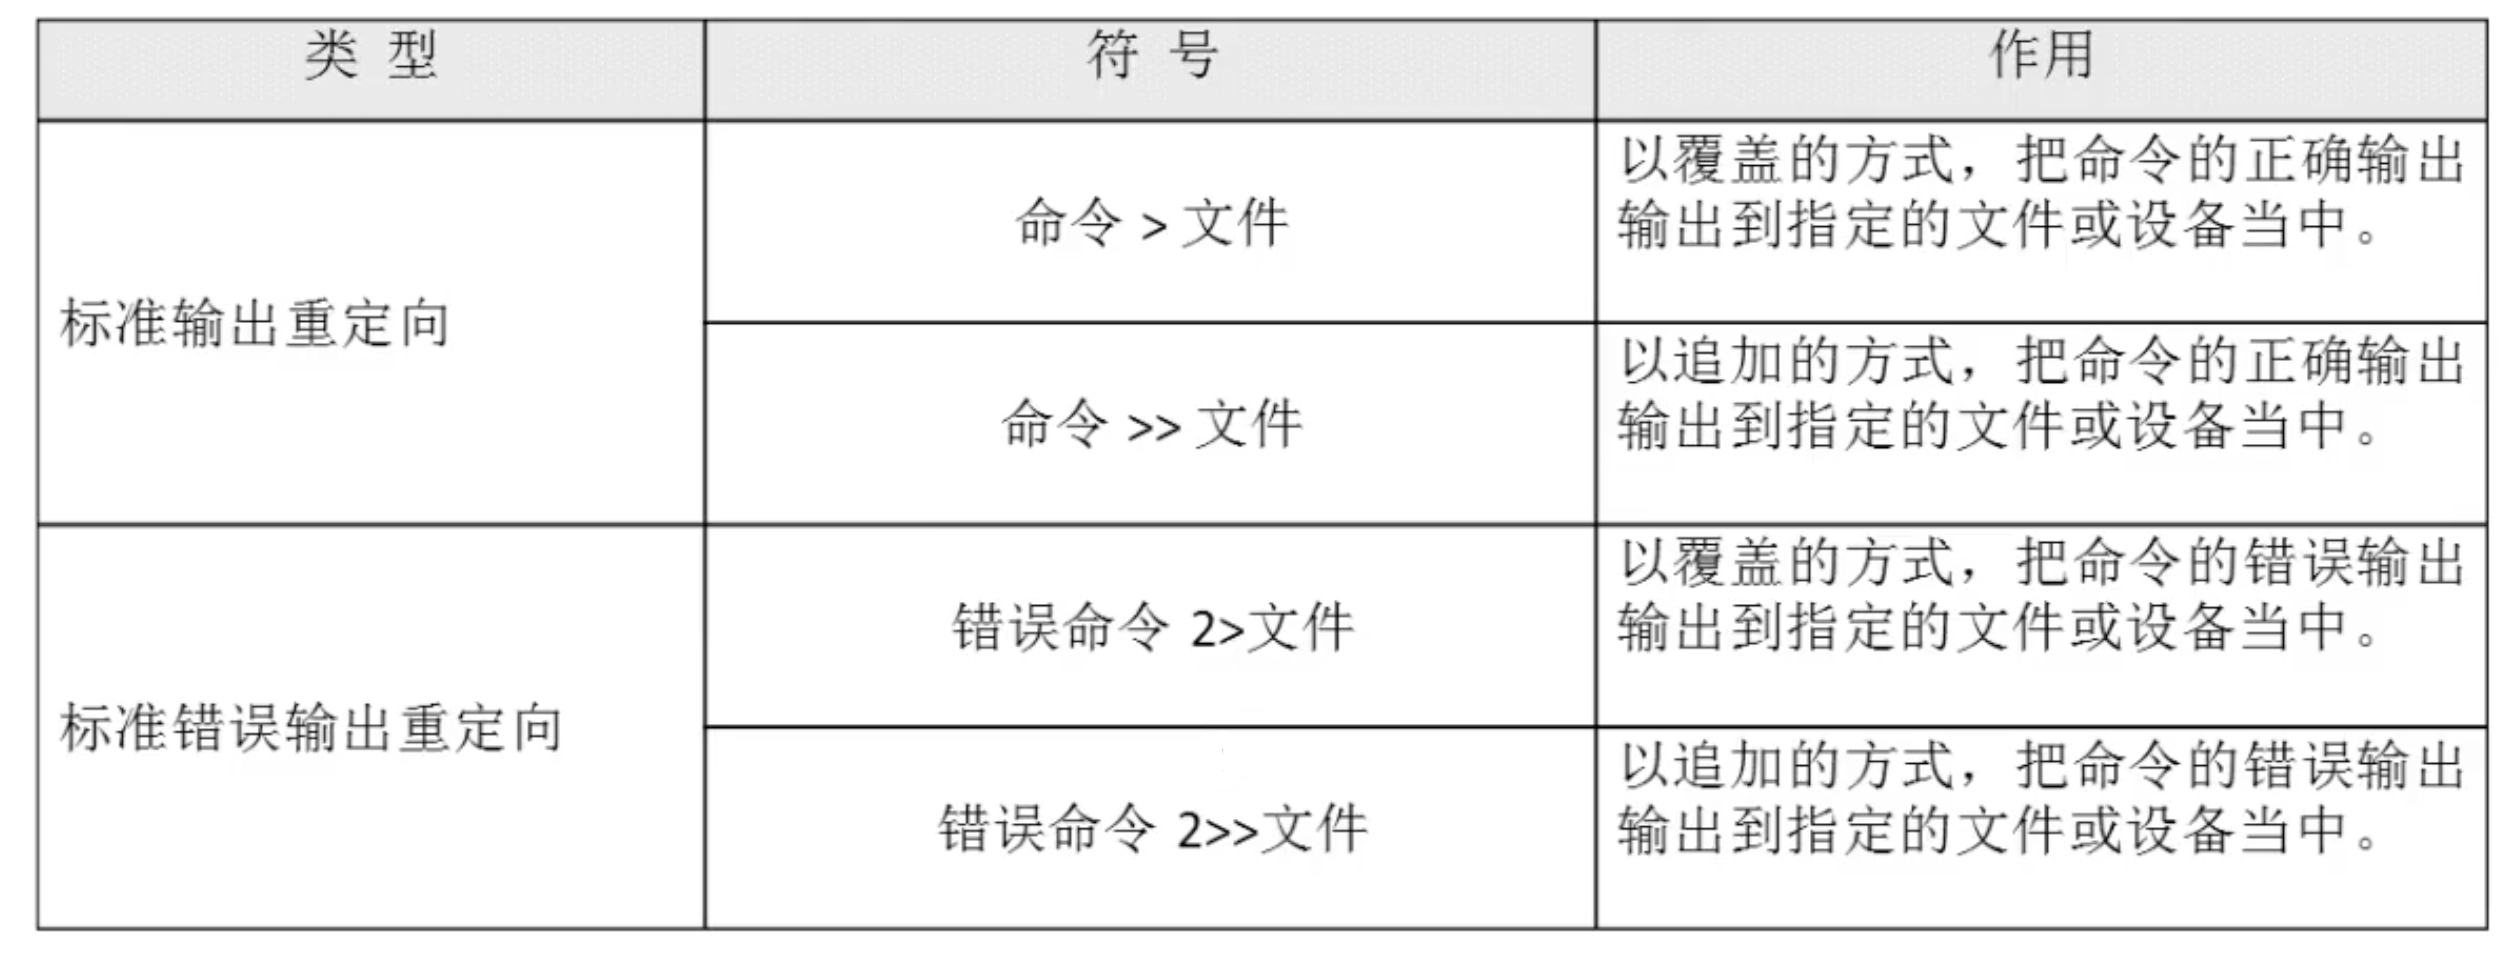 类 型
符 号
作用
标准输出重定向
命令 > 文件
以覆盖的方式，把命令的正确输出
输出到指定的文件或设备当中。
命令 >> 文件
以追加的方式，把命令的正确输出
输出到指定的文件或设备当中。
标准错误输出重定向
错误命令 2>文件
以覆盖的方式，把命令的错误输出
输出到指定的文件或设备当中。
错误命令 2>>文件
以追加的方式，把命令的错误输出
输出到指定的文件或设备当中。